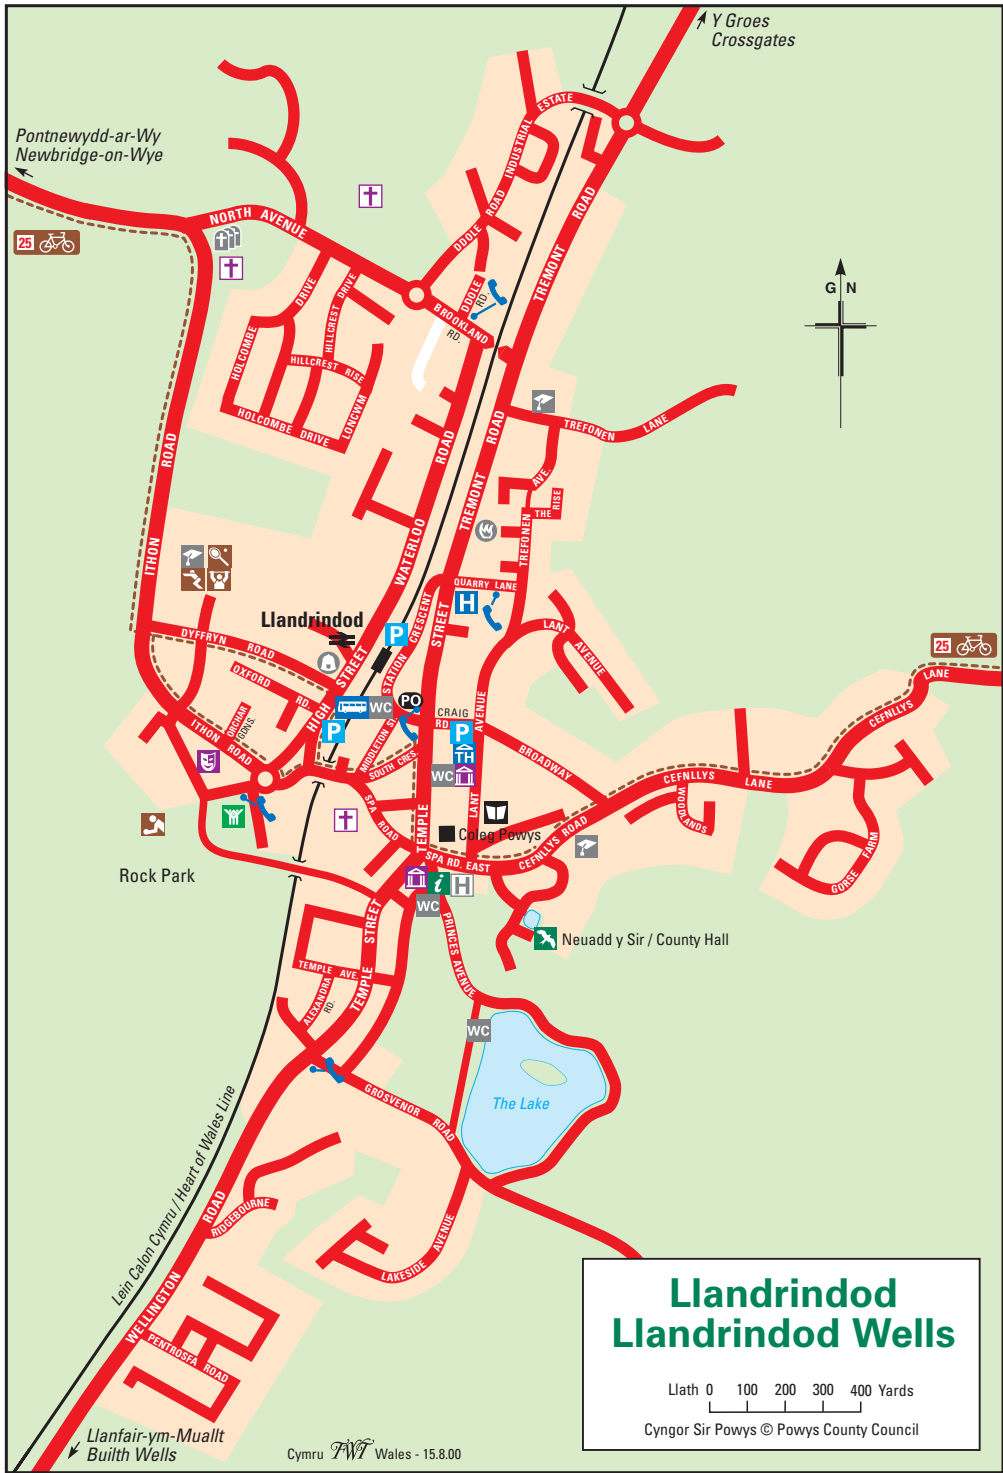 Y Groes
Crossgates
Pontnewydd-ar-Wy
Newbridge-on-Wye
25
NORTH AVENUE
DDOLE ROAD INDUSTRIAL ESTATE
DDOLE
RD.
BROOKLAND
RD.
TREMONT ROAD
G N
HOLCOMBE DRIVE
HILLCREST DRIVE
HILLCREST RISE
HOLCOMBE DRIVE
LONCWM
ITHON ROAD
WATERLOO ROAD
TREMONT ROAD
TREFONEN LANE
TREFONEN AVE.
THE RISE
QUARRY LANE
H
Llandrindod
P
STATION CRESCENT
STREET
LANT AVENUE
DYFFRYN ROAD
OXFORD RD.
ORCHAR
GDNS.
ITHON ROAD
HIGH STREET
WC
PO
P
MIDDLETON ST.
SOUTH CRES.
CRAIG
RD
P
TH
WC
LANT AVENUE
BROADWAY
25
CEFNLLYS LANE
CEFNLLYS LANE
WOODLANDS
GORSE FARM
SPA ROAD
TEMPLE
Coleg Powys
SPA RD. EAST
CEFNLLYS ROAD
Rock Park
i
H
WC
Neuadd y Sir / County Hall
PRINCES AVENUE
TEMPLE STREET
TEMPLE AVE.
ALEXANDRA
RD.
WC
The Lake
GROSVENOR ROAD
Lein Calon Cymru / Heart of Wales Line
WELLINGTON ROAD
RIDGEBOURNE
LAKESIDE AVENUE
PENTROSFA ROAD
Llandrindod
Llandrindod Wells
Llath 0 100 200 300 400 Yards
Cyngor Sir Powys © Powys County Council
Llanfair-ym-Muallt
Builth Wells
Cymru FWT Wales - 15.8.00